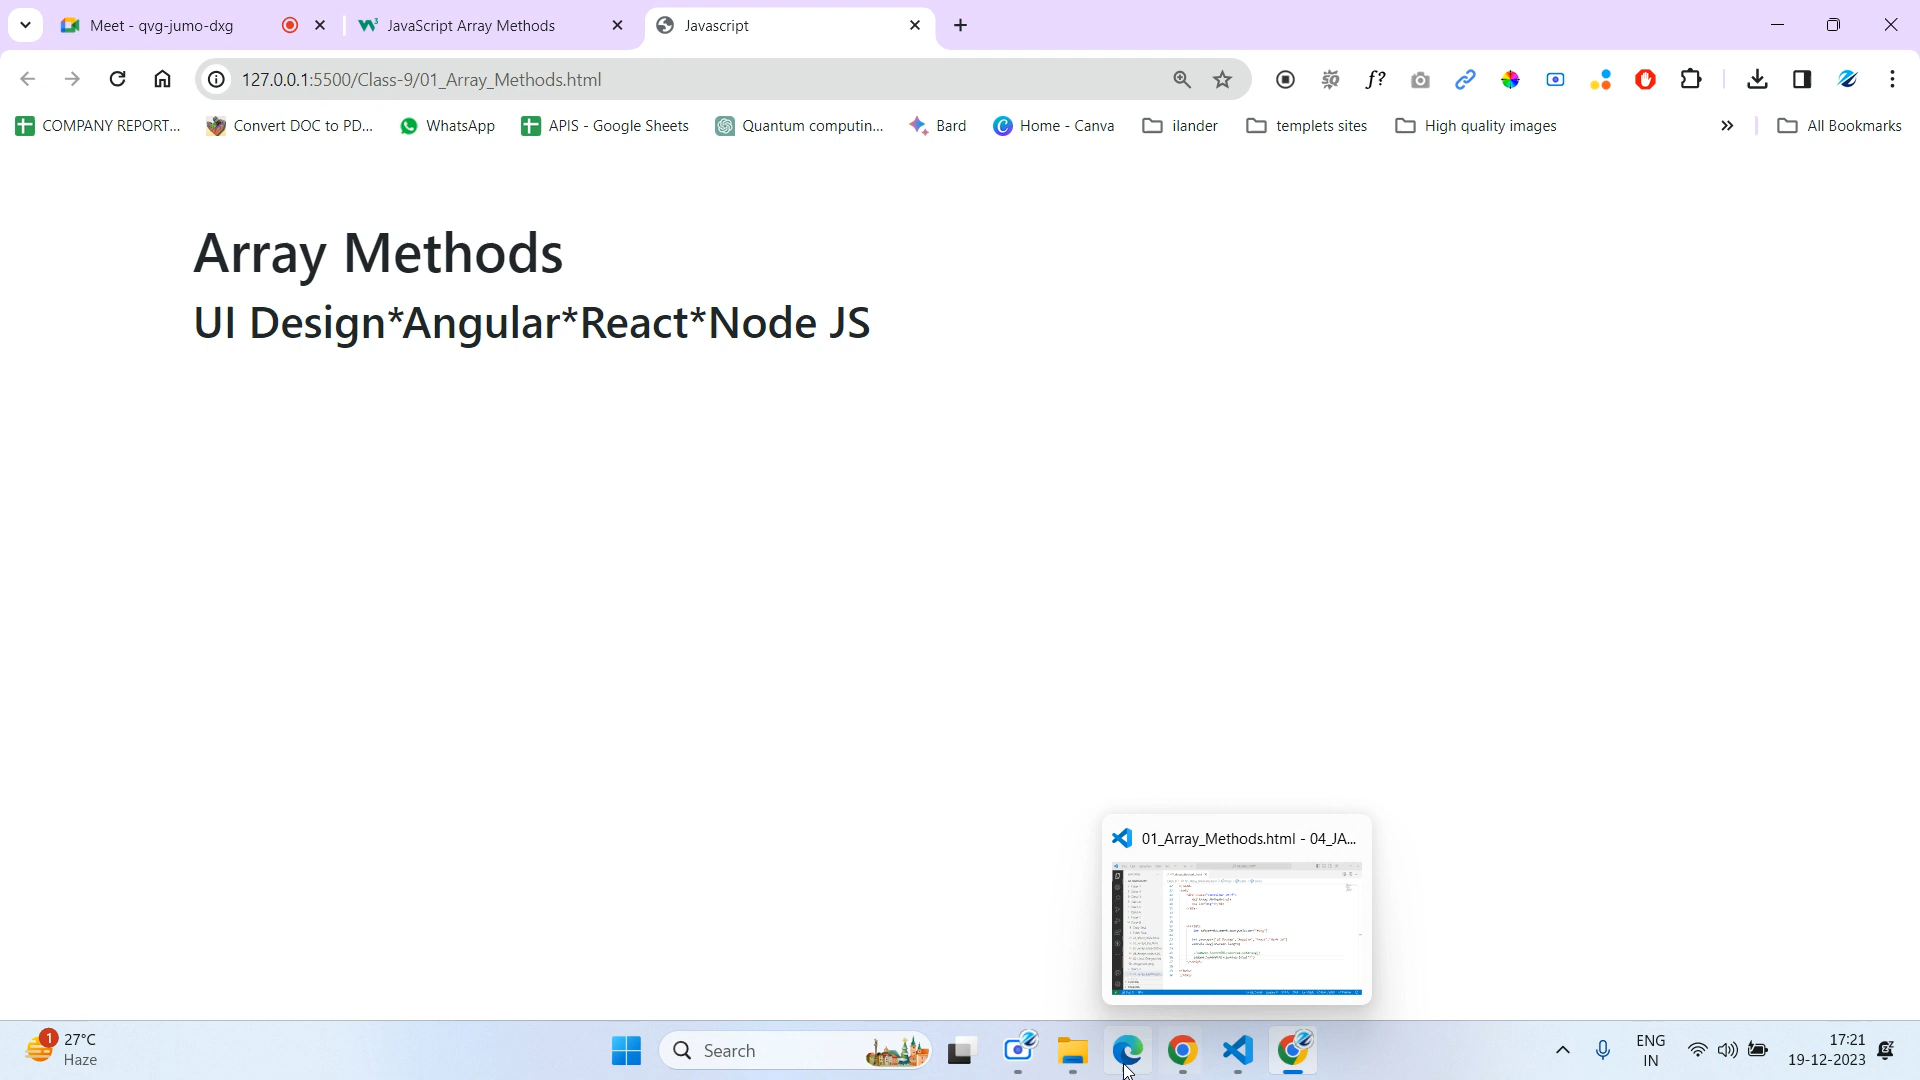 Meet - qvg-jumo-dxg
JavaScript Array Methods
Javascript
127.0.0.1:5500/Class-9/01_Array_Methods.html
COMPANY REPORT...
Convert DOC to PD...
WhatsApp
APIS - Google Sheets
Quantum computin...
Bard
Home - Canva
ilander
templets sites
High quality images
All Bookmarks
Array Methods
UI Design*Angular*React*Node JS
01_Array_Methods.html - 04_JA...
1
27°C
Haze
Search
ENG
IN
17:21
19-12-2023